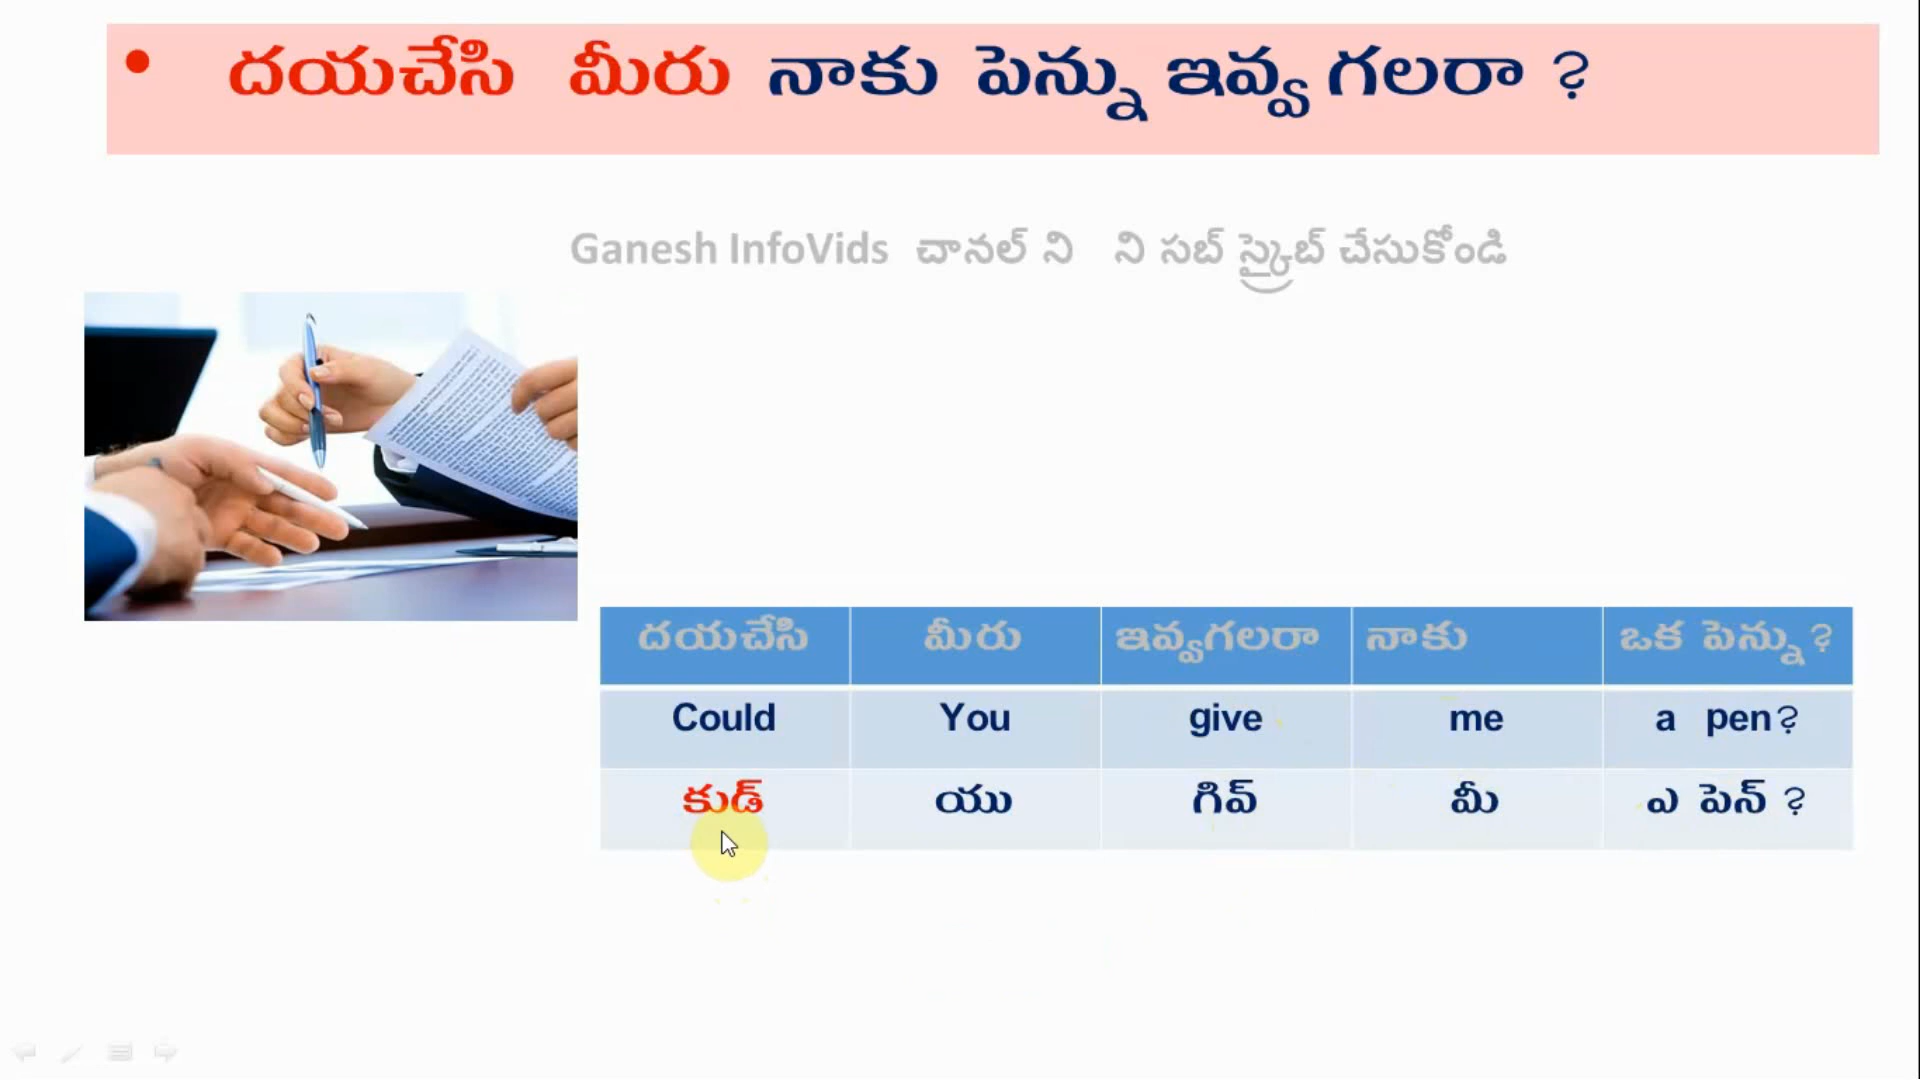 • దయచేసి మీరు నాకు పెన్ను ఇవ్వ గలరా ?
Ganesh InfoVids చానల్ ని ని సబ్ స్క్రైబ్ చేసుకోండి
దయచేసి మీరు ఇవ్వగలరా నాకు ఒక పెన్ను ?
Could You give me a pen?
కుడ్ యు గివ్ మీ ఎ పెన్ ?